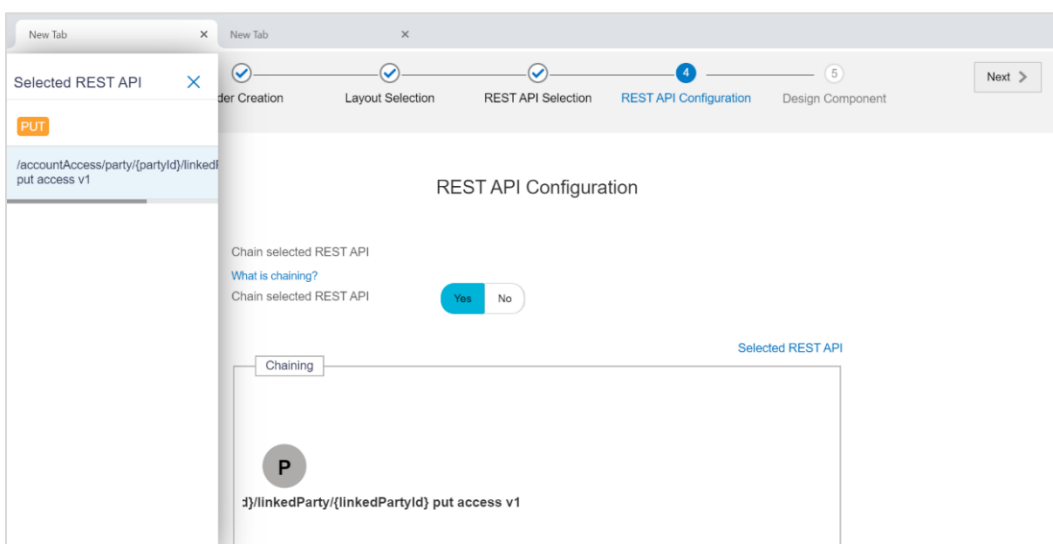 New Tab
New Tab
Selected REST API
PUT
/accountAccess/party/{partyId}/linkedP
put access v1
der Creation
Layout Selection
REST API Selection
4
REST API Configuration
5
Design Component
Next
REST API Configuration
Chain selected REST API
What is chaining?
Chain selected REST API
Yes
No
Selected REST API
Chaining
P
d}/linkedParty/{linkedPartyId} put access v1